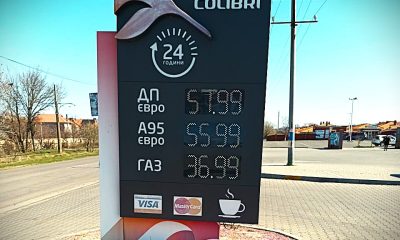 COLIBRI
24
ГОДИНИ
ДП 57.99
ЄВРО
А95 55.99
ЄВРО
ГАЗ 36.99
VISA MasterCard